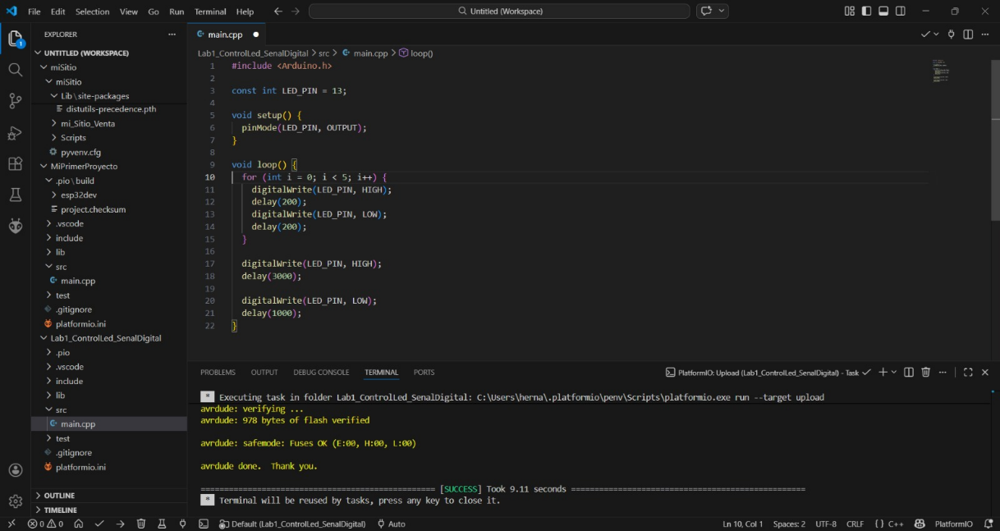 File Edit Selection View Go Run Terminal Help
Untitled (Workspace)
EXPLORER
UNTITLED (WORKSPACE)
miSitio
miSitio
Lib\site-packages
distutils-precedence.pth
mi_Sitio_Venta
Scripts
pyvenv.cfg
MiPrimerProyecto
.pio\build
esp32dev
project.checksum
.vscode
include
lib
src
main.cpp
test
.gitignore
platformio.ini
Lab1_ControlLed_SenalDigital
.pio
.vscode
include
lib
src
main.cpp
test
.gitignore
platformio.ini
OUTLINE
TIMELINE
1
main.cpp
Lab1_ControlLed_SenalDigital > src > main.cpp > loop()
1 #include <Arduino.h>
2
3 const int LED_PIN = 13;
4
5 void setup() {
6 pinMode(LED_PIN, OUTPUT);
7 }
8
9 void loop() {
10 for (int i = 0; i < 5; i++) {
11 digitalWrite(LED_PIN, HIGH);
12 delay(200);
13 digitalWrite(LED_PIN, LOW);
14 delay(200);
15 }
16
17 digitalWrite(LED_PIN, HIGH);
18 delay(3000);
19
20 digitalWrite(LED_PIN, LOW);
21 delay(1000);
22 }
PROBLEMS OUTPUT DEBUG CONSOLE TERMINAL PORTS
PlatformIO: Upload (Lab1_ControlLed_SenalDigital) - Task
* Executing task in folder Lab1_ControlLed_SenalDigital: C:\Users\herna\.platformio\penv\Scripts\platformio.exe run --target upload
avrdude: verifying ...
avrdude: 978 bytes of flash verified
avrdude: safemode: Fuses OK (E:00, H:00, L:00)
avrdude done.  Thank you.
================================================== [SUCCESS] Took 9.11 seconds ==================================================
* Terminal will be reused by tasks, press any key to close it.
0 0 Default (Lab1_ControlLed_SenalDigital) Auto
Ln 10, Col 1 Spaces: 2 UTF-8 CRLF {} C++ PlatformIO